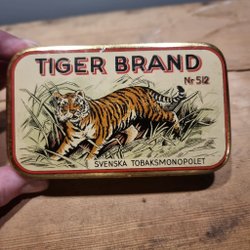 TIGER BRAND
Nr 512
SVENSKA TOBAKSMONOPOLET